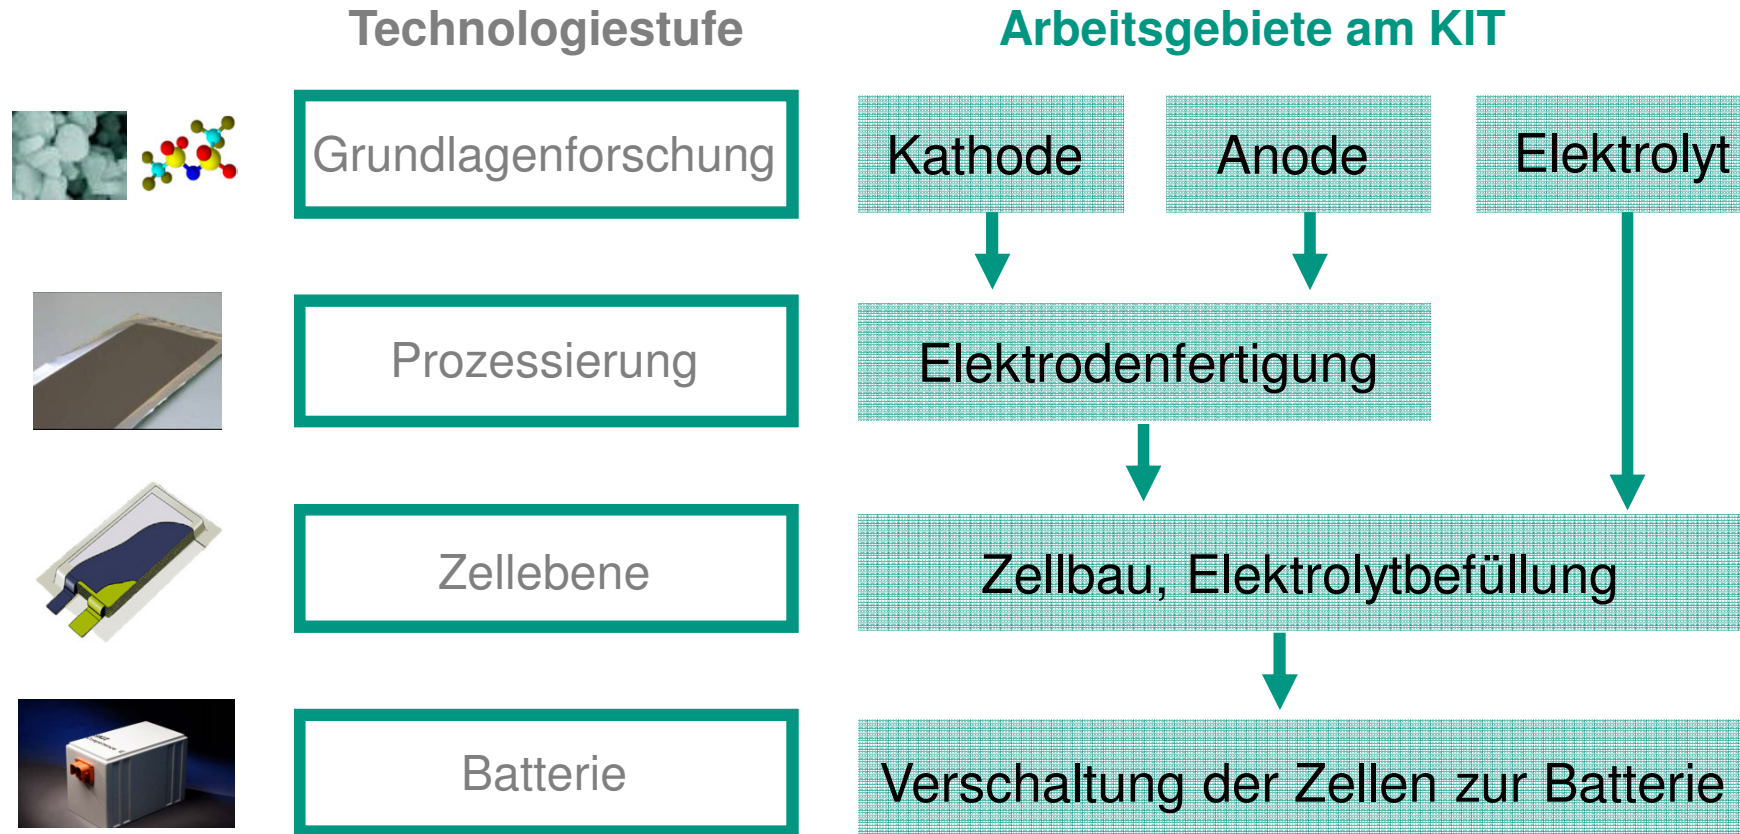 Technologiestufe
Arbeitsgebiete am KIT
Grundlagenforschung
Kathode
Anode
Elektrolyt
Prozessierung
Elektrodenfertigung
Zellebene
Zellbau, Elektrolytbefüllung
Batterie
Verschaltung der Zellen zur Batterie